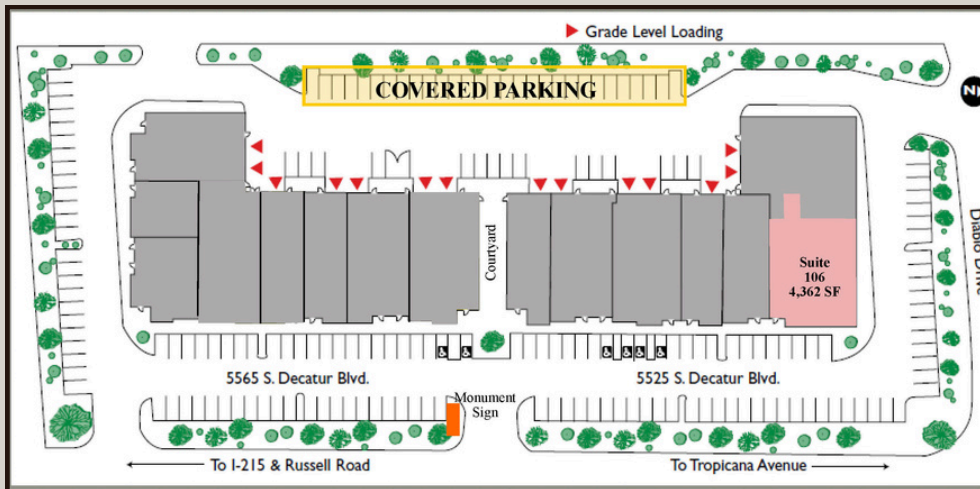 Grade Level Loading
COVERED PARKING
N
Diablo Drive
Courtyard
Suite
106
4,362 SF
5565 S. Decatur Blvd.
5525 S. Decatur Blvd.
Monument
Sign
To I-215 & Russell Road
To Tropicana Avenue